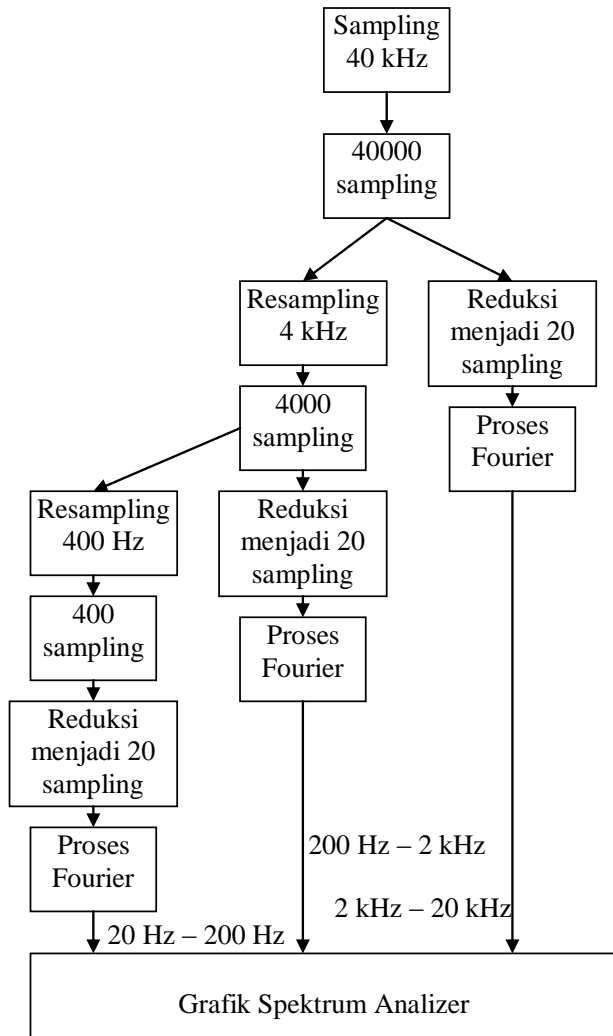 Sampling
40 kHz
40000
sampling
Resampling
4 kHz
Reduksi
menjadi 20
sampling
4000
sampling
Proses
Fourier
Resampling
400 Hz
Reduksi
menjadi 20
sampling
400
sampling
Proses
Fourier
Reduksi
menjadi 20
sampling
Proses
Fourier
200 Hz – 2 kHz
2 kHz – 20 kHz
20 Hz – 200 Hz
Grafik Spektrum Analizer